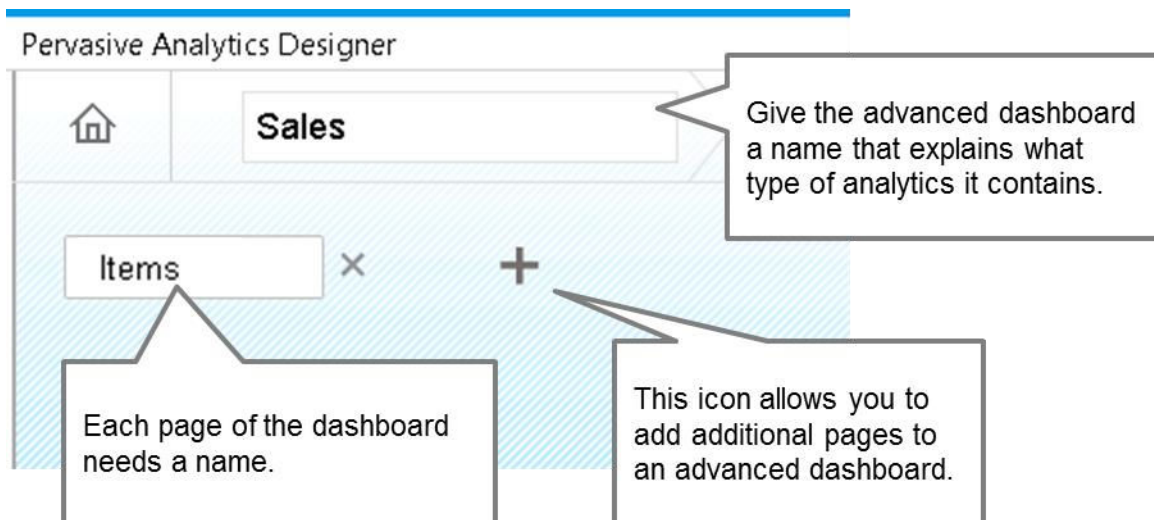 Pervasive Analytics Designer
Sales
Give the advanced dashboard
a name that explains what
type of analytics it contains.
Items
Each page of the dashboard
needs a name.
This icon allows you to
add additional pages to
an advanced dashboard.